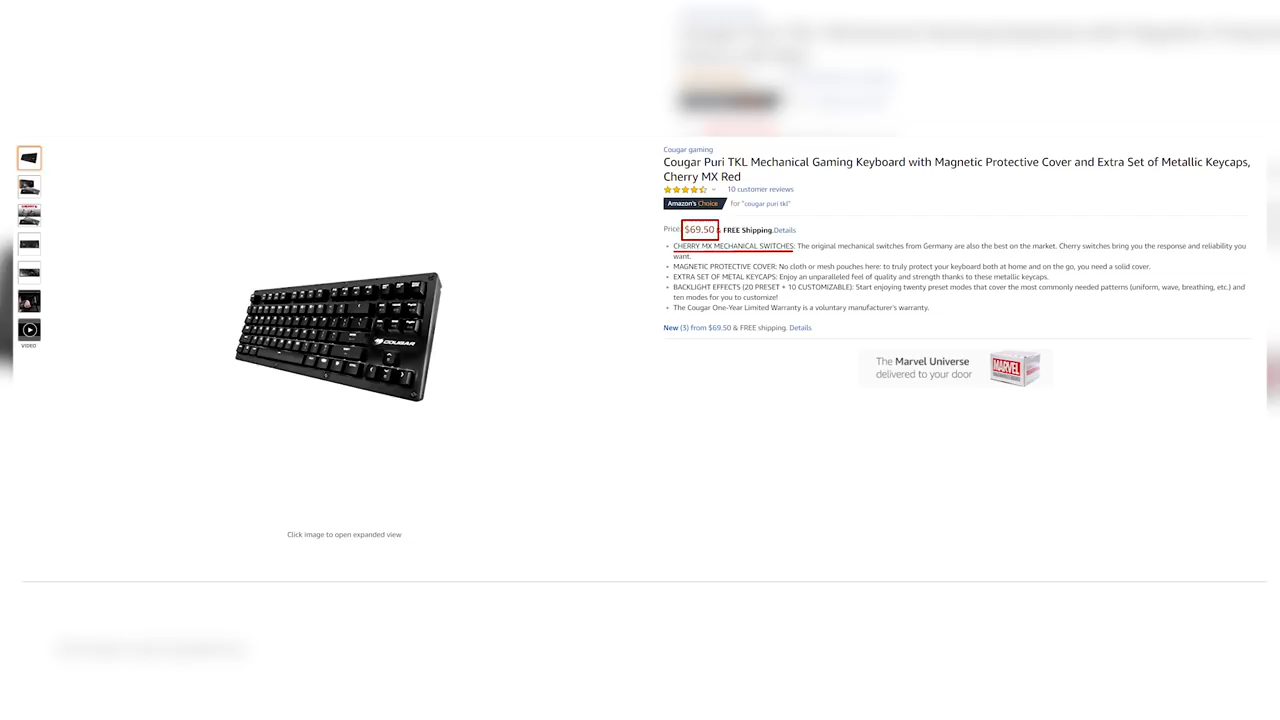 Cougar gaming
Cougar Puri TKL Mechanical Gaming Keyboard with Magnetic Protective Cover and Extra Set of Metallic Keycaps,
Cherry MX Red
10 customer reviews
Amazon's Choice for "cougar puri tkl"
Price: $69.50 & FREE Shipping. Details
CHERRY MX MECHANICAL SWITCHES: The original mechanical switches from Germany are also the best on the market. Cherry switches bring you the response and reliability you
want.
MAGNETIC PROTECTIVE COVER: No cloth or mesh pouches here: to truly protect your keyboard both at home and on the go, you need a solid cover.
EXTRA SET OF METAL KEYCAPS: Enjoy an unparalleled feel of quality and strength thanks to these metallic keycaps.
BACKLIGHT EFFECTS (20 PRESET + 10 CUSTOMIZABLE): Start enjoying twenty preset modes that cover the most commonly needed patterns (uniform, wave, breathing, etc.) and
ten modes for you to customize!
The Cougar One-Year Limited Warranty is a voluntary manufacturer's warranty.
New (3) from $69.50 & FREE shipping. Details
The Marvel Universe
delivered to your door
MARVEL
VIDEO
COUGAR
Click image to open expanded view